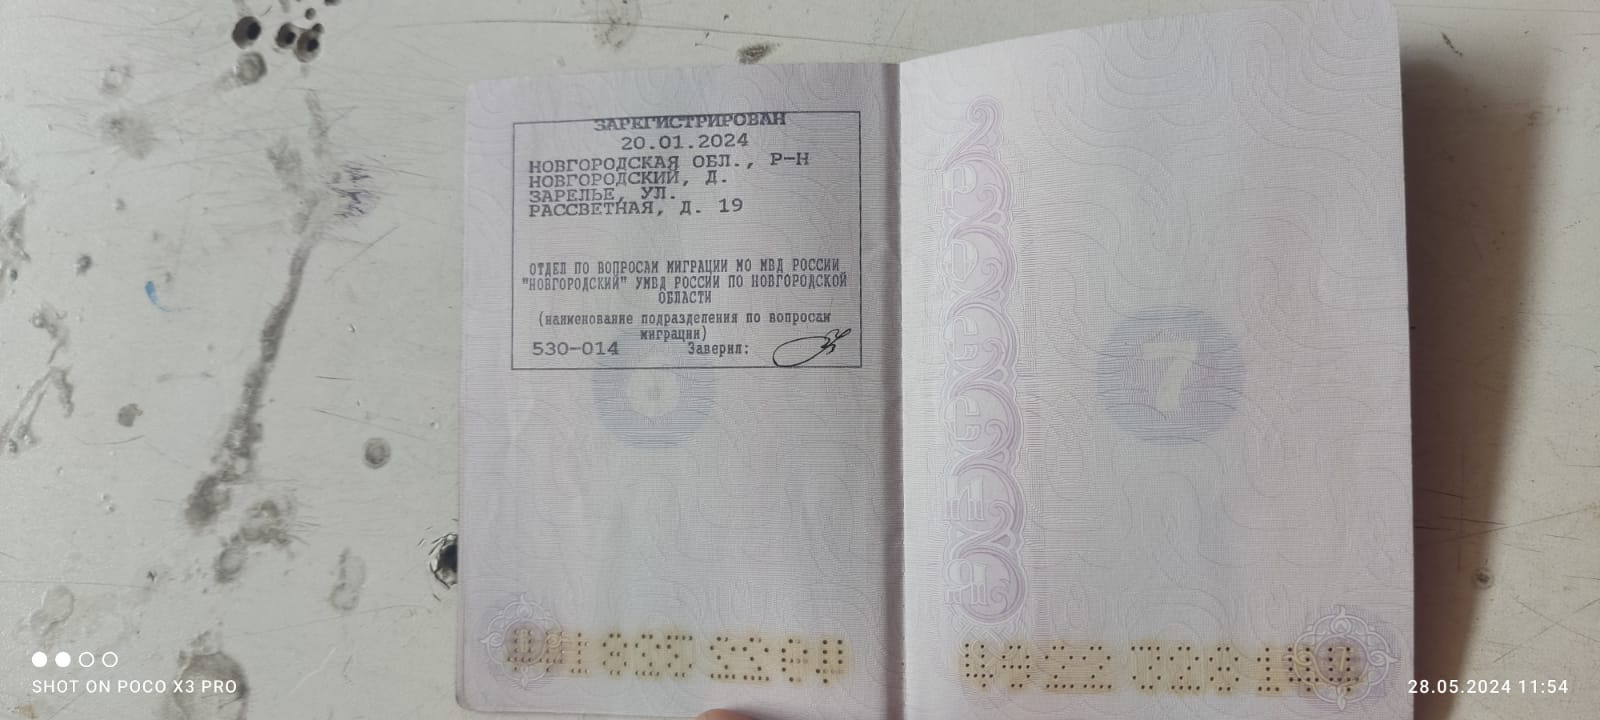 ЗАРЕГИСТРИРОВАН
20.01.2024
НОВГОРОДСКАЯ ОБЛ., Р-Н
НОВГОРОДСКИЙ, Д.
ЗАРЕЛЬЕ, УЛ.
РАССВЕТНАЯ, Д. 19
ОТДЕЛ ПО ВОПРОСАМ МИГРАЦИИ МО МВД РОССИИ
"НОВГОРОДСКИЙ" УМВД РОССИИ ПО НОВГОРОДСКОЙ
ОБЛАСТИ
(наименование подразделения по вопросам
миграции)
530-014 Заверил:
7
SHOT ON POCO X3 PRO
28.05.2024 11:54